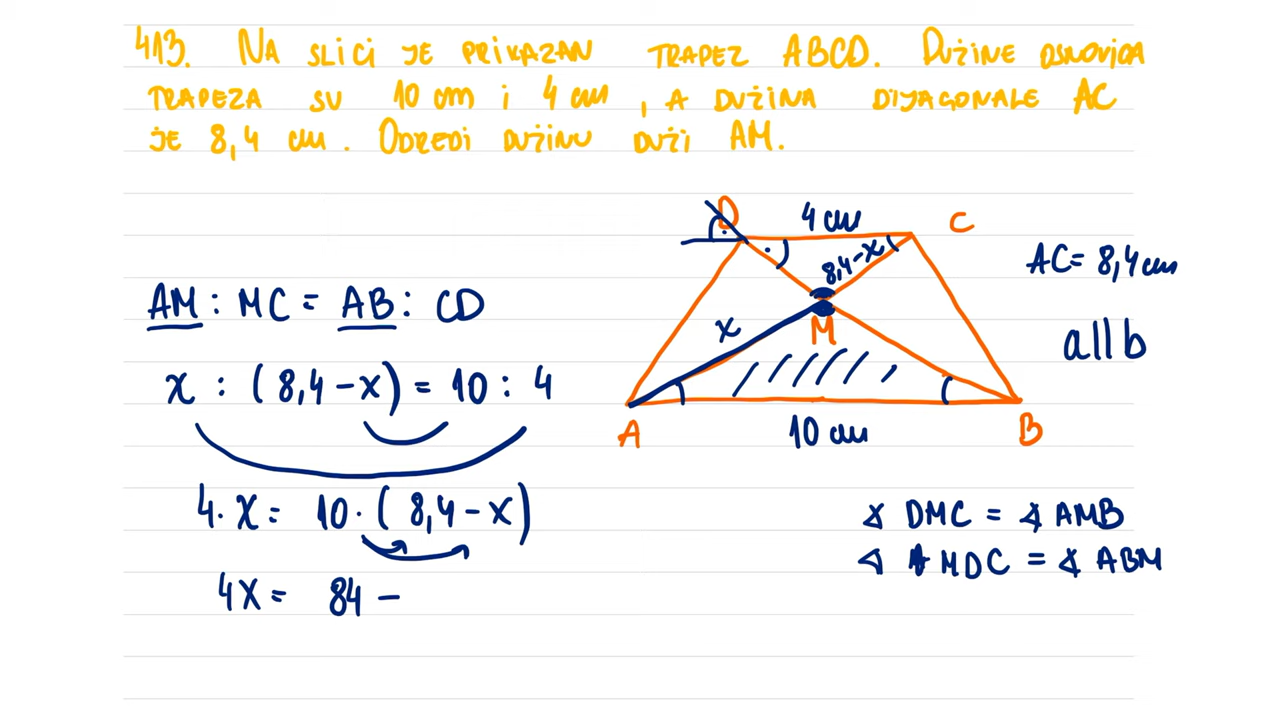 413. NA SLICI JE PRIKAZAN TRAPEZ ABCD. DUŽINE OSNOVICA
TRAPEZA SU 10 cm i 4 cm, A DUŽINA DIJAGONALE AC
JE 8,4 cm. ODREDI DUŽINU DUŽI AM.
D
4 cm
C
8,4-x
AC= 8,4cm
AM : MC = AB : CD
x
M
a||b
x : (8,4-x) = 10 : 4
A
10 cm
B
4·x= 10·(8,4-x)
∢ DMC = ∢ AMB
∢ MDC = ∢ ABM
4x= 84 -